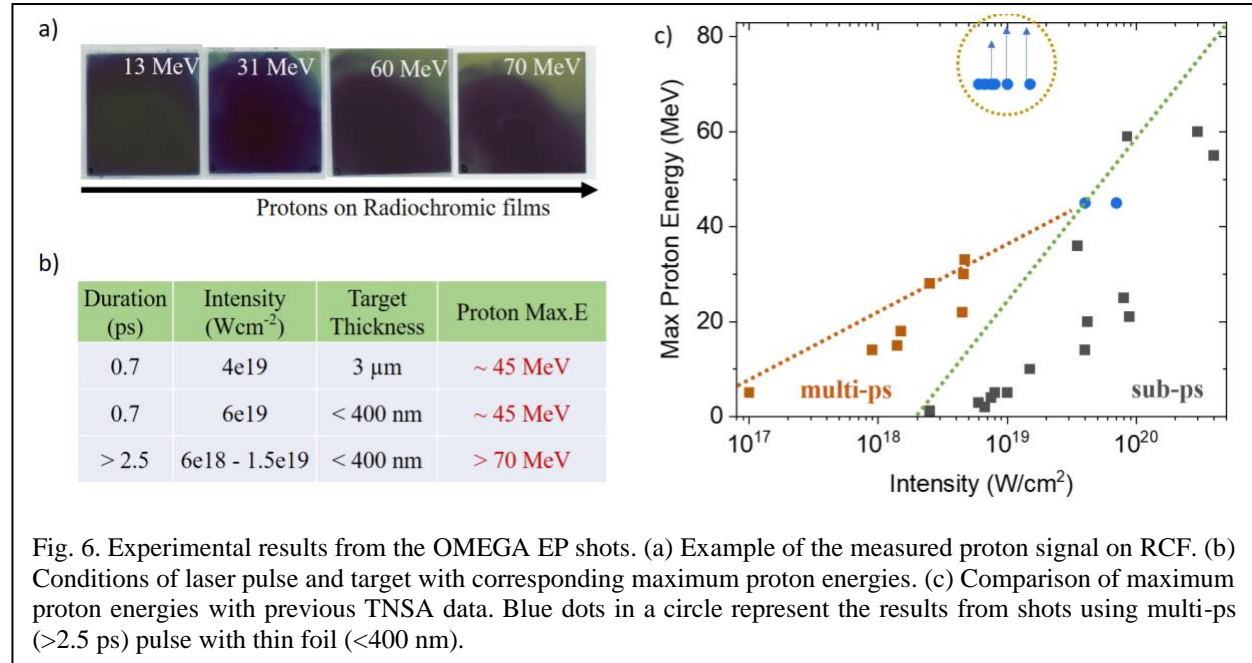 a)
13 MeV 31 MeV 60 MeV 70 MeV
Protons on Radiochromic films
b)
Duration (ps) Intensity (Wcm-2) Target Thickness Proton Max.E
0.7 4e19 3 µm ~ 45 MeV
0.7 6e19 < 400 nm ~ 45 MeV
> 2.5 6e18 - 1.5e19 < 400 nm > 70 MeV
c)
Max Proton Energy (MeV)
80
60
40
20
0
multi-ps
sub-ps
10^17 10^18 10^19 10^20
Intensity (W/cm²)
Fig. 6. Experimental results from the OMEGA EP shots. (a) Example of the measured proton signal on RCF. (b)
Conditions of laser pulse and target with corresponding maximum proton energies. (c) Comparison of maximum
proton energies with previous TNSA data. Blue dots in a circle represent the results from shots using multi-ps
(>2.5 ps) pulse with thin foil (<400 nm).